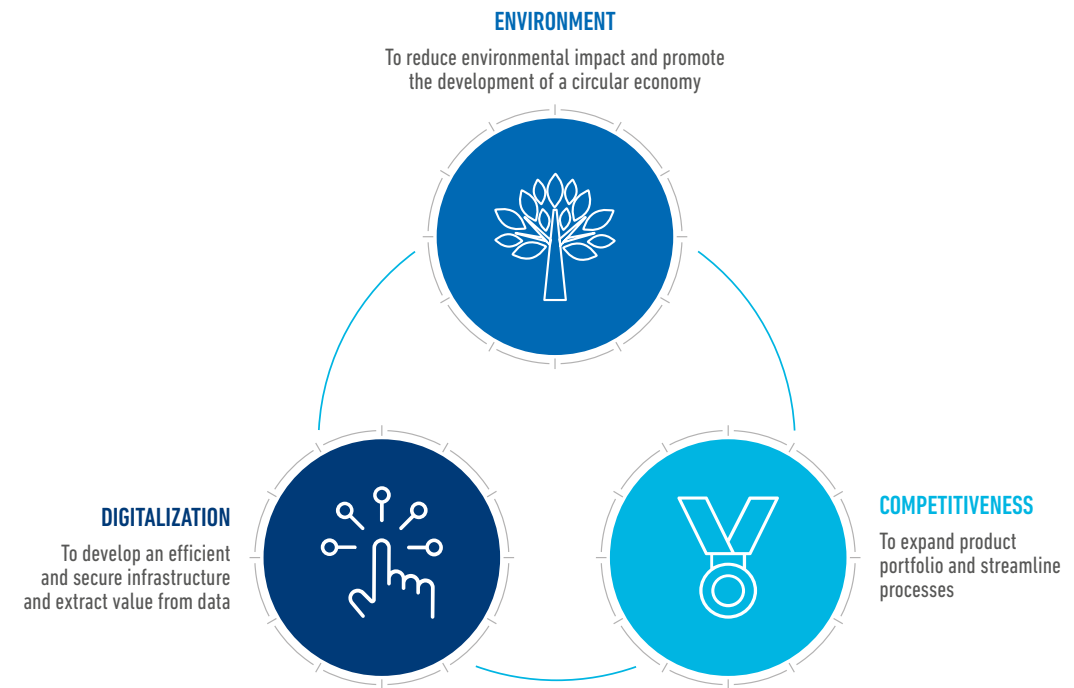 ENVIRONMENT
To reduce environmental impact and promote
the development of a circular economy
DIGITALIZATION
To develop an efficient
and secure infrastructure
and extract value from data
COMPETITIVENESS
To expand product
portfolio and streamline
processes